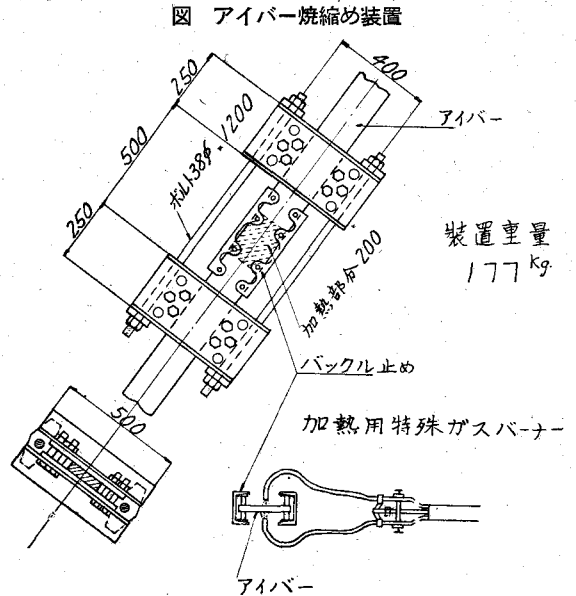 図 アイバー焼縮め装置
250
400
500
1200
アイバー
ボルト38φ
250
装置重量
177kg.
加熱部分200
バックル止め
500
加熱用特殊ガスバーナー
アイバー